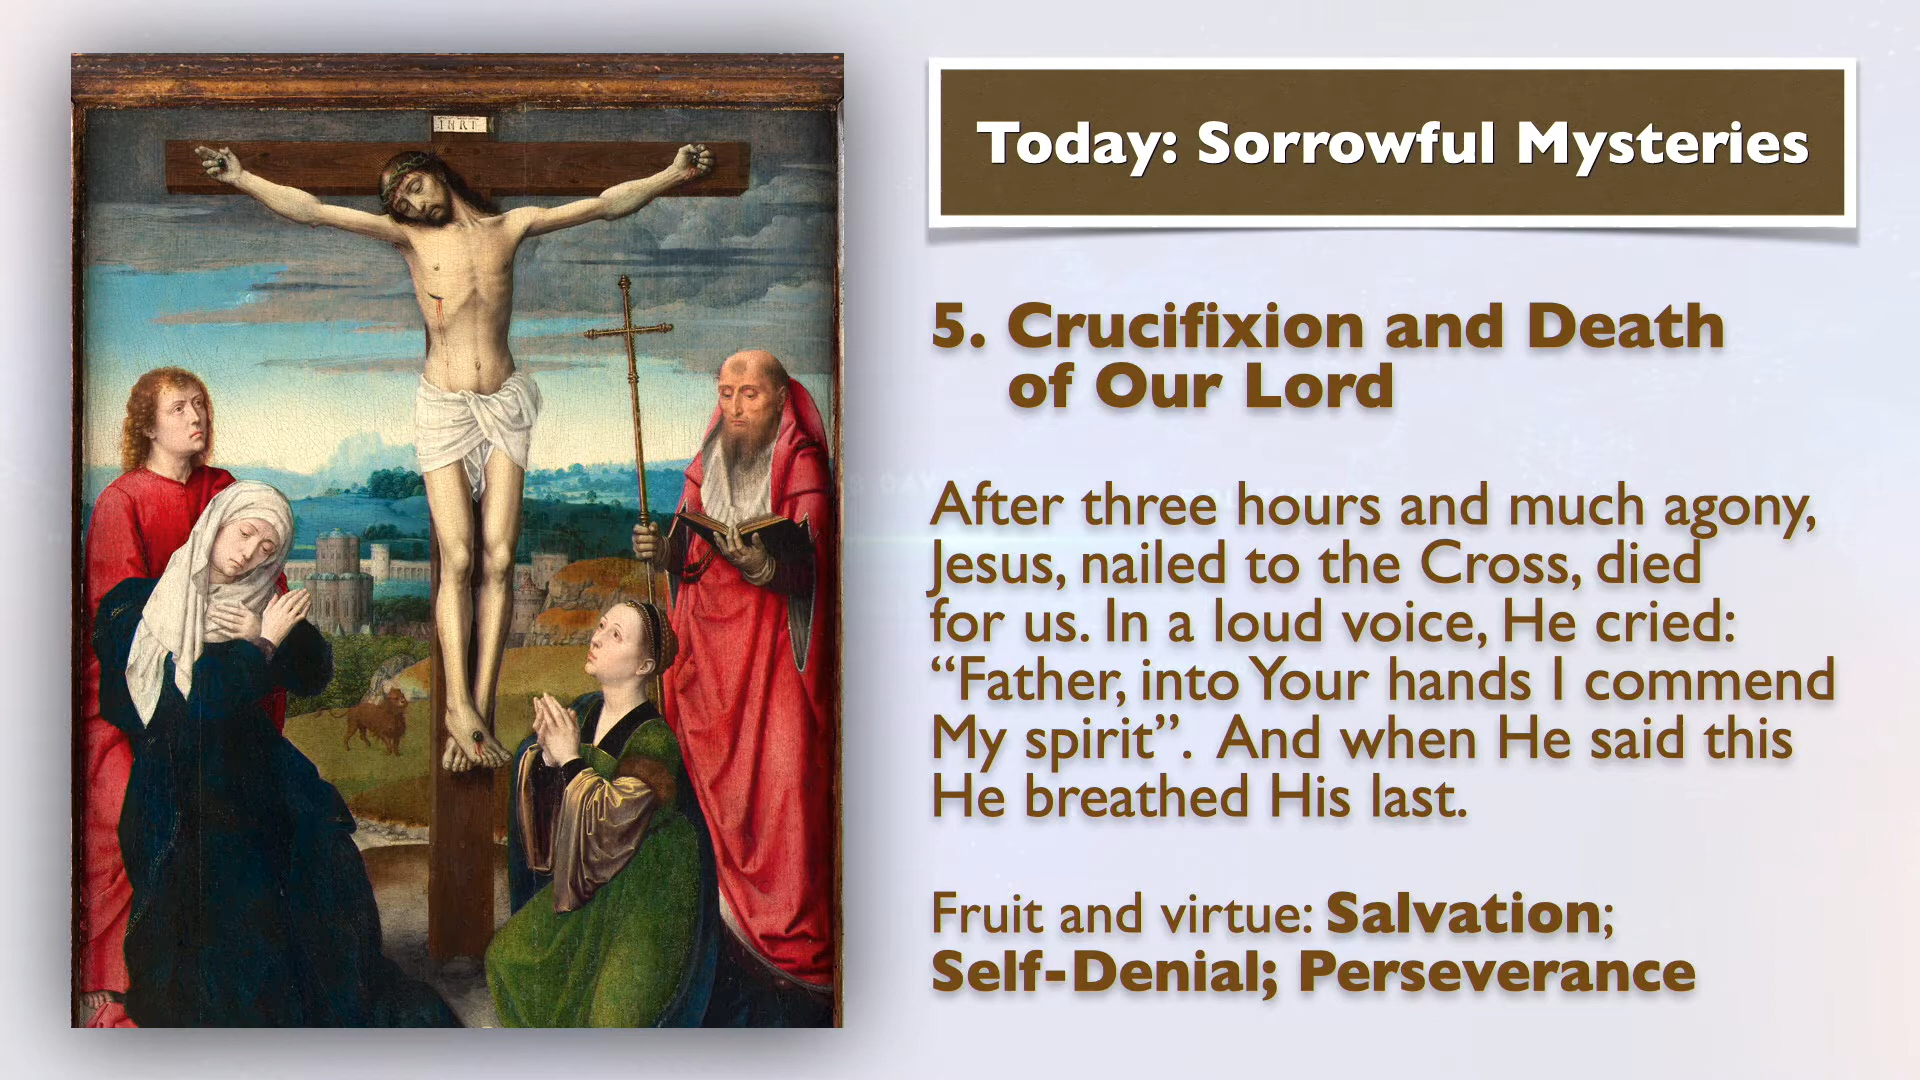 INRI
Today: Sorrowful Mysteries
5. Crucifixion and Death
of Our Lord
After three hours and much agony,
Jesus, nailed to the Cross, died
for us. In a loud voice, He cried:
“Father, into Your hands I commend
My spirit”. And when He said this
He breathed His last.
Fruit and virtue: Salvation;
Self-Denial; Perseverance